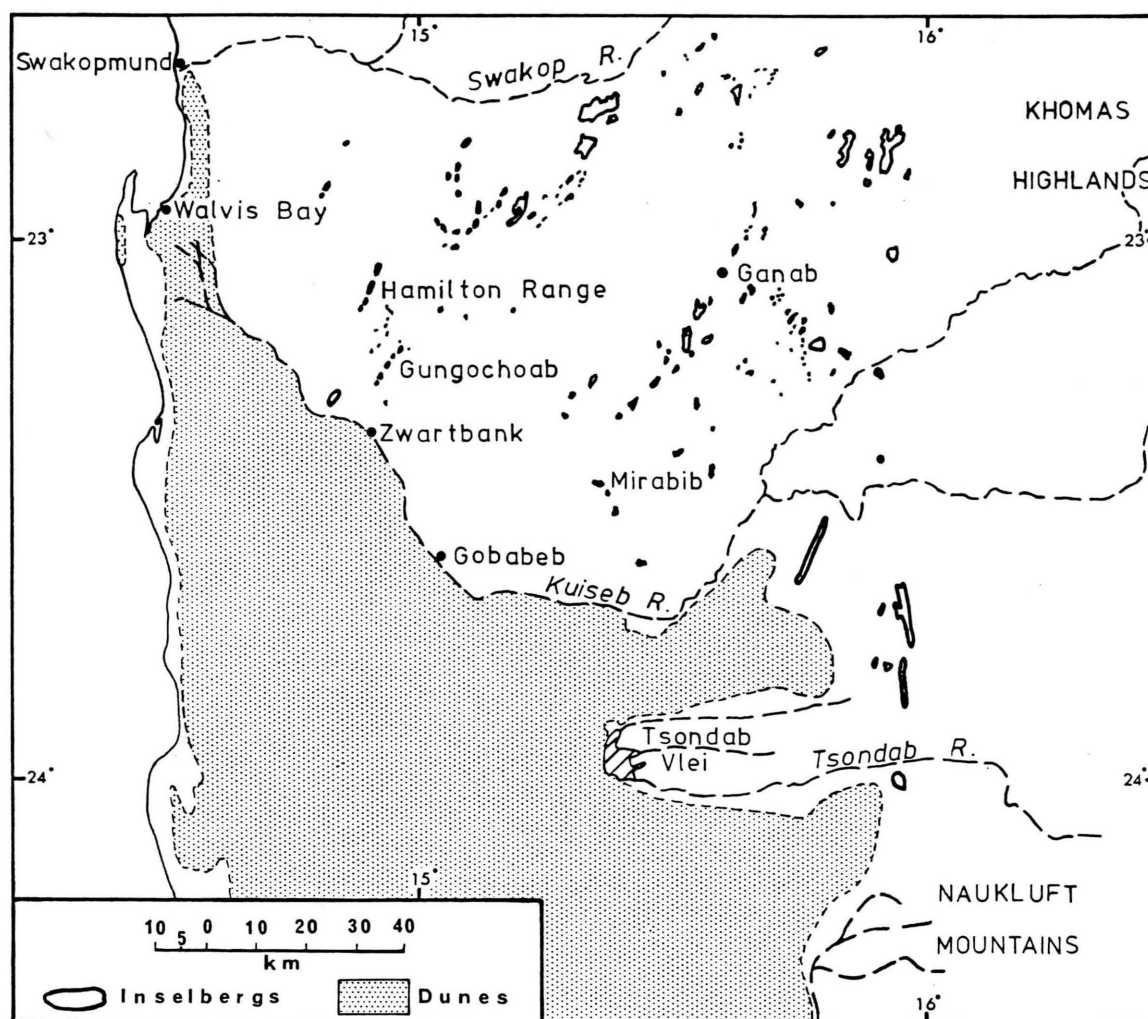 15°
16°
Swakopmund
Swakop R.
KHOMAS
HIGHLANDS
Walvis Bay
23°
23°
Ganab
Hamilton Range
Gungochoab
Zwartbank
Mirabib
Gobabeb
Kuiseb R.
Tsondab
Vlei
Tsondab R.
24°
24°
15°
NAUKLUFT
MOUNTAINS
10 5 0 10 20 30 40
km
Inselbergs
Dunes
16°